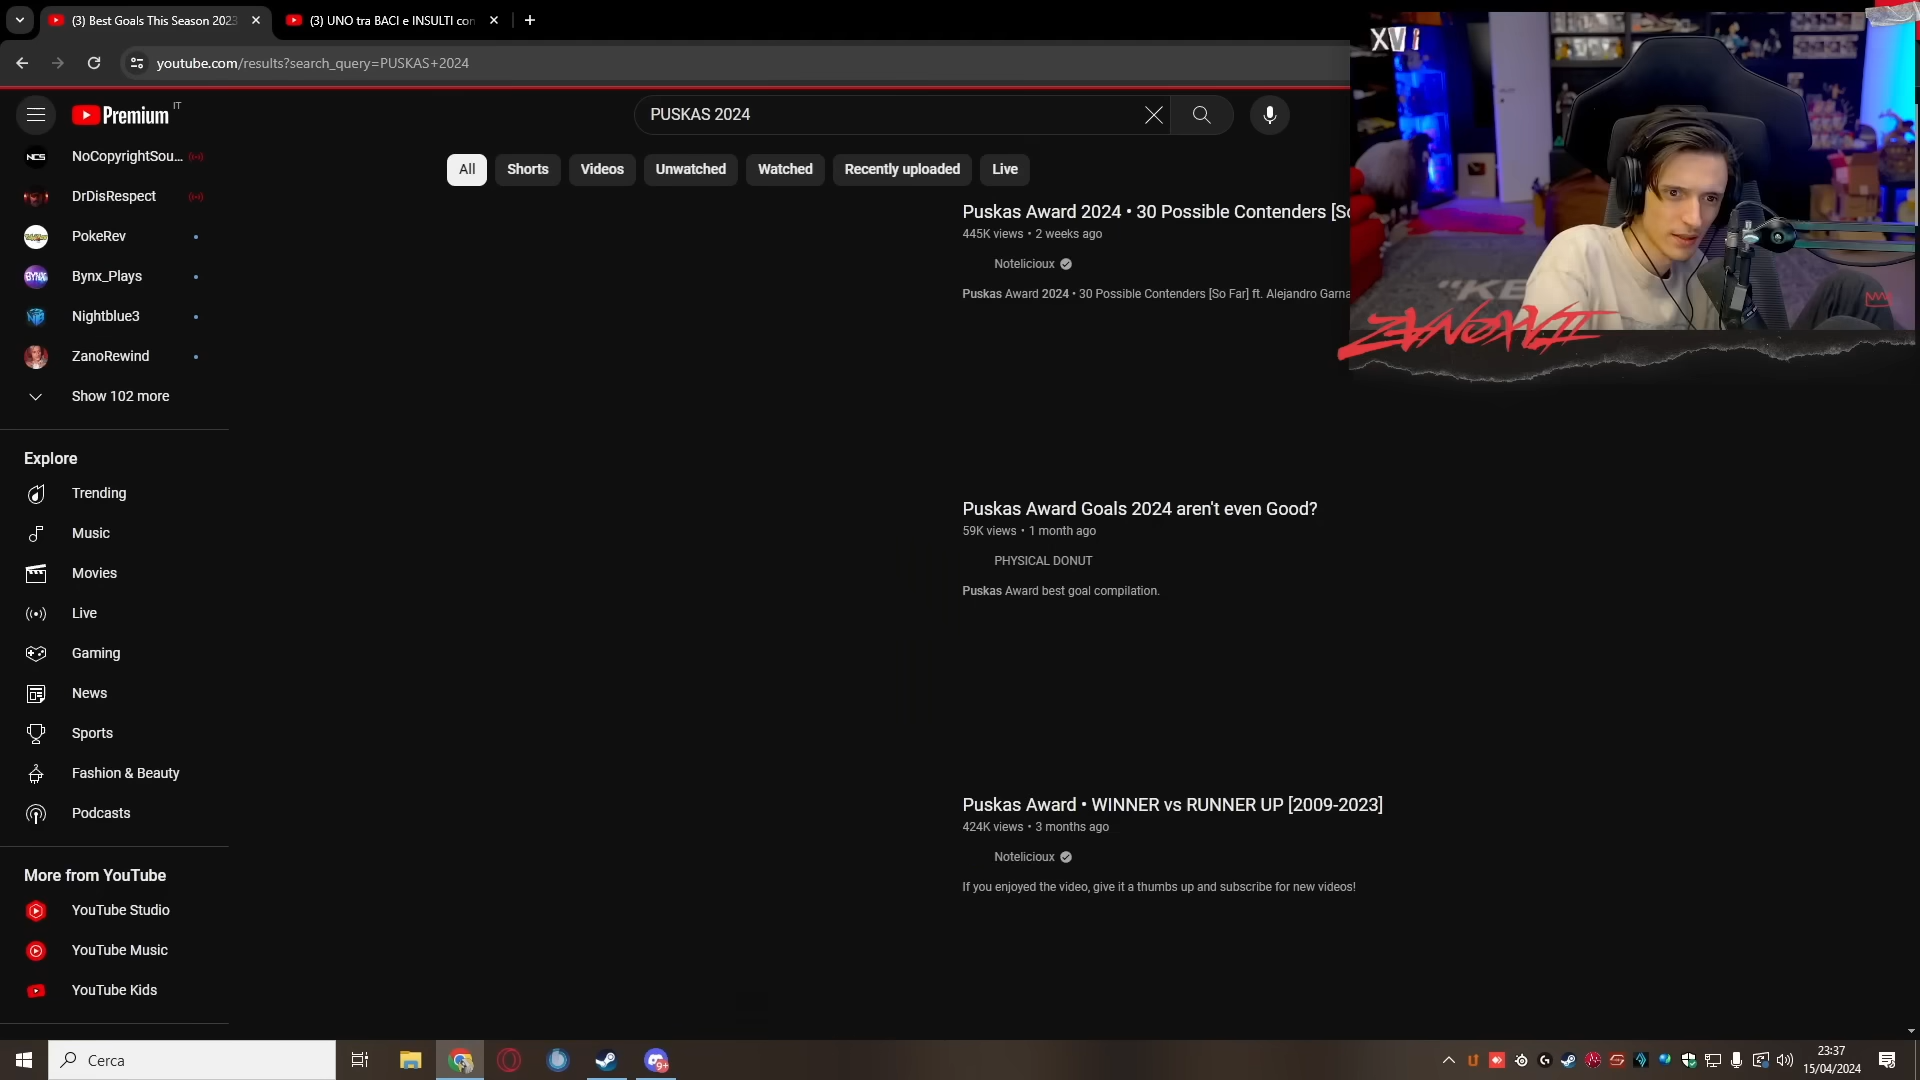 (3) Best Goals This Season 2023
(3) UNO tra BACI e INSULTI con
youtube.com/results?search_query=PUSKAS+2024
Premium IT
PUSKAS 2024
NoCopyrightSou...
DrDisRespect
PokeRev
Bynx_Plays
Nightblue3
ZanoRewind
Show 102 more
Explore
Trending
Music
Movies
Live
Gaming
News
Sports
Fashion & Beauty
Podcasts
More from YouTube
YouTube Studio
YouTube Music
YouTube Kids
All
Shorts
Videos
Unwatched
Watched
Recently uploaded
Live
Puskas Award 2024 • 30 Possible Contenders [So
445K views • 2 weeks ago
Notelicioux
Puskas Award 2024 • 30 Possible Contenders [So Far] ft. Alejandro Garna
Puskas Award Goals 2024 aren't even Good?
59K views • 1 month ago
PHYSICAL DONUT
Puskas Award best goal compilation.
Puskas Award • WINNER vs RUNNER UP [2009-2023]
424K views • 3 months ago
Notelicioux
If you enjoyed the video, give it a thumbs up and subscribe for new videos!
ZANOXVII
Cerca
9+
23:37
15/04/2024